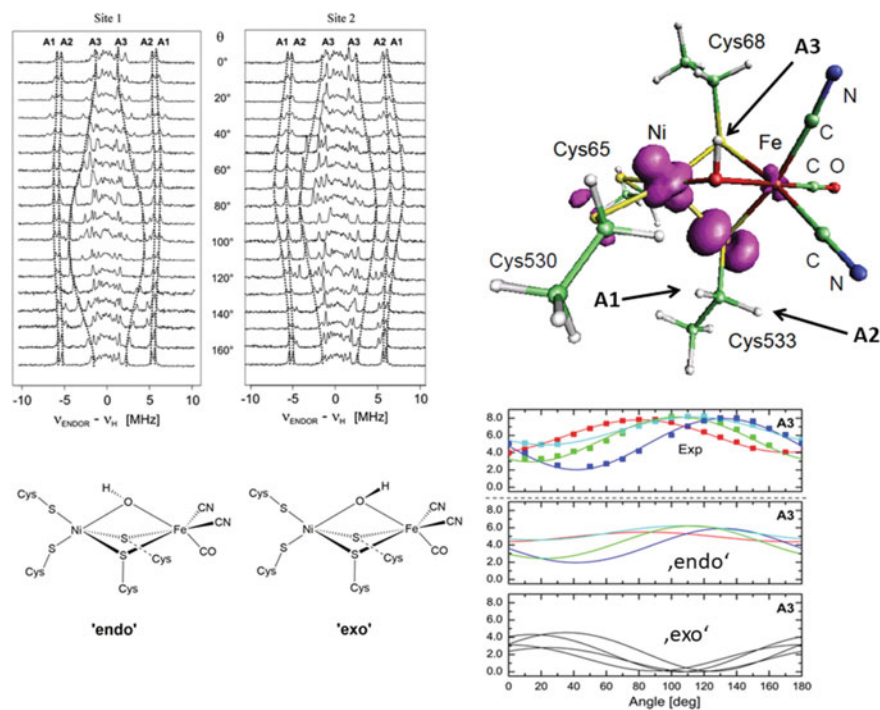 Site 1
A1 A2 A3 A3 A2 A1
-10 -5 0 5 10
νENDOR - νH [MHz]
Site 2
A1 A2 A3 A3 A2 A1
-10 -5 0 5 10
νENDOR - νH [MHz]
Θ
0°
20°
40°
60°
80°
100°
120°
140°
160°
Cys68
A3
N
Ni
Fe
C
Cys65
C O
Cys530
C
N
A1
Cys533
A2
H
O
Cys
S
CN
Ni
S
Fe
CN
S
S
Cys
CO
Cys
Cys
'endo'
H
O
Cys
S
CN
Ni
S
Fe
CN
S
S
Cys
CO
Cys
Cys
'exo'
8.0
6.0
4.0
2.0
0.0
A3
Exp
8.0
6.0
4.0
2.0
0.0
A3
‚endo‘
8.0
6.0
4.0
2.0
0.0
A3
‚exo‘
0 20 40 60 80 100 120 140 160 180
Angle [deg]